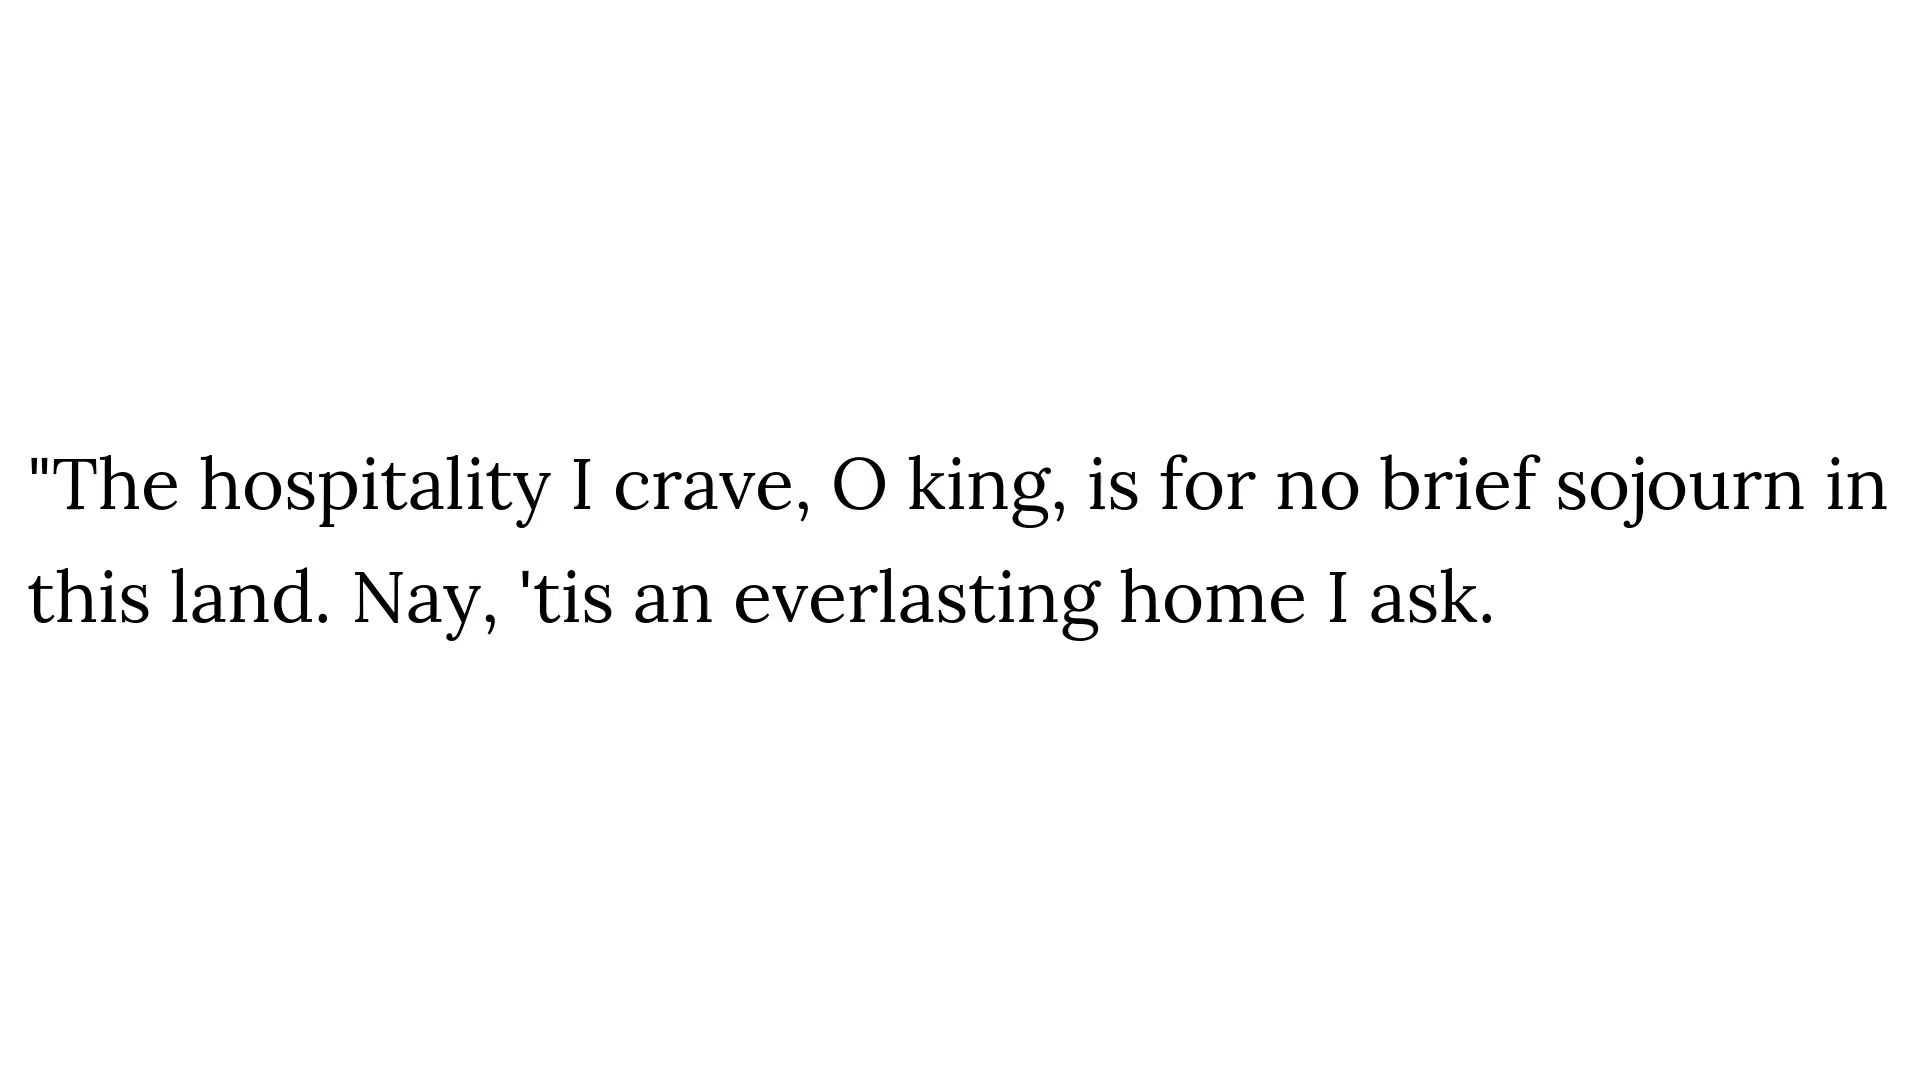 "The hospitality I crave, O king, is for no brief sojourn in
this land. Nay, 'tis an everlasting home I ask.